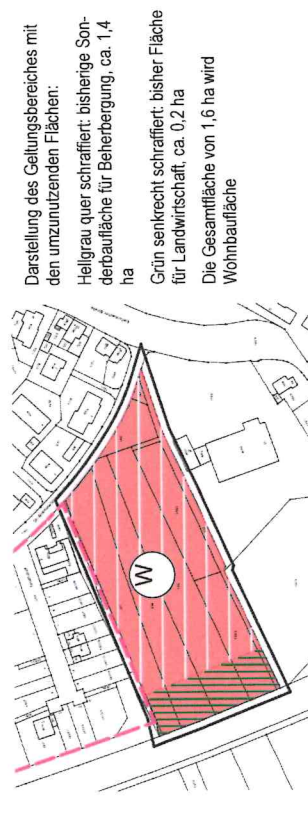 Darstellung des Geltungsbereiches mit
den umzunutzenden Flächen:
Hellgrau quer schraffiert: bisherige Son-
derbaufläche für Beherbergung, ca. 1,4
ha
Grün senkrecht schraffiert: bisher Fläche
für Landwirtschaft, ca. 0,2 ha
Die Gesamtfläche von 1,6 ha wird
Wohnbaufläche
W